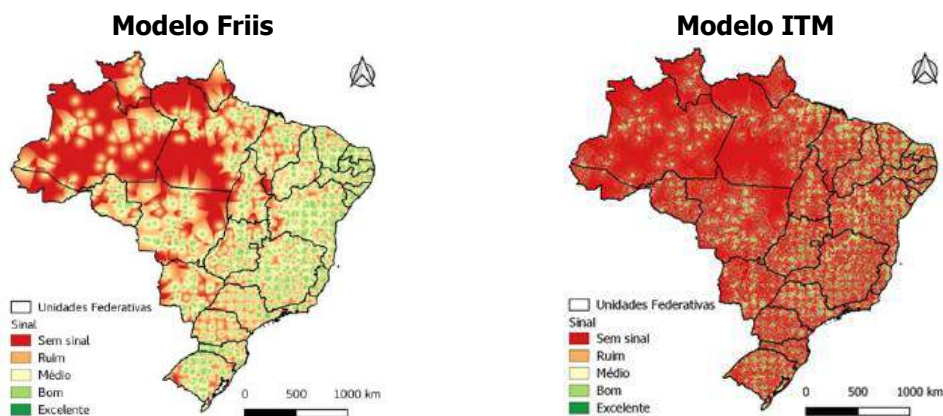 Modelo Friis
Unidades Federativas
Sinal
Sem sinal
Ruim
Médio
Bom
Excelente
0 500 1000 km
Modelo ITM
Unidades Federativas
Sinal
Sem sinal
Ruim
Médio
Bom
Excelente
0 500 1000 km